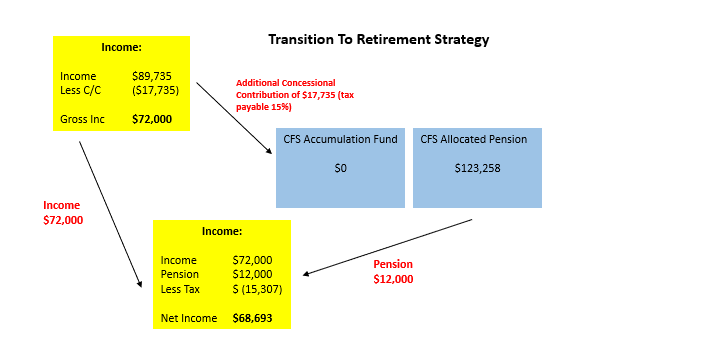 Transition To Retirement Strategy
Income:
Income $89,735
Less C/C ($17,735)
Gross Inc $72,000
Additional Concessional
Contribution of $17,735 (tax
payable 15%)
CFS Accumulation Fund
$0
CFS Allocated Pension
$123,258
Income
$72,000
Income:
Income $72,000
Pension $12,000
Less Tax $ (15,307)
Net Income $68,693
Pension
$12,000